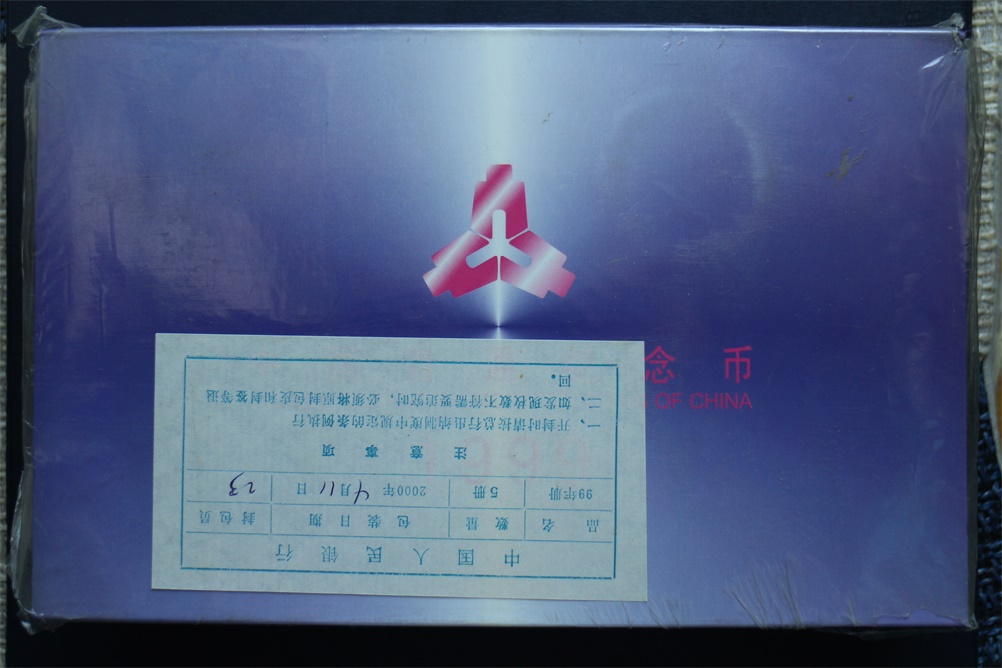 念 币
OF CHINA
中国人民银行
品名 数量 包装日期 封包员
99年册 5册 2000年4月11日 23
注意事项
一、开封时请按总行出纳制度中规定的条例执行
二、如发现枚数不符需要追究时，必须将原封包皮和封签等退
回。